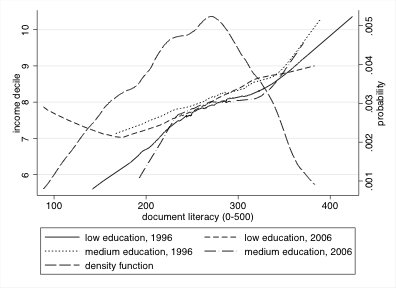 income decile
10
9
8
7
6
.005
.004
.003
.002
.001
probability
100
200
300
400
document literacy (0-500)
low education, 1996
low education, 2006
medium education, 1996
medium education, 2006
density function